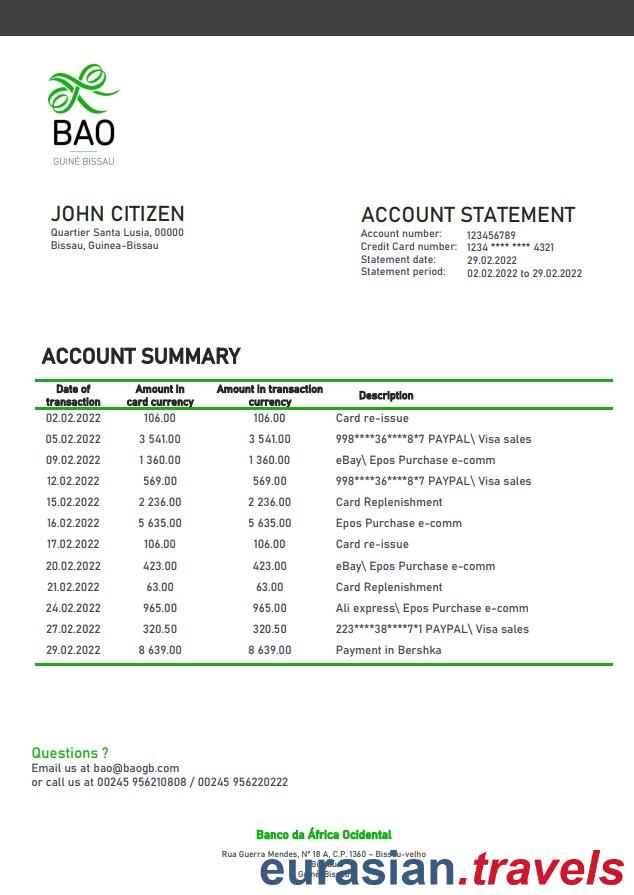 BAO
GUINÉ BISSAU
JOHN CITIZEN
Quartier Santa Lusia, 00000
Bissau, Guinea-Bissau
ACCOUNT STATEMENT
Account number: 123456789
Credit Card number: 1234 **** **** 4321
Statement date: 29.02.2022
Statement period: 02.02.2022 to 29.02.2022
ACCOUNT SUMMARY
Date of transaction Amount in card currency Amount in transaction currency Description
02.02.2022 106.00 106.00 Card re-issue
05.02.2022 3 541.00 3 541.00 998****36****8*7 PAYPAL\ Visa sales
09.02.2022 1 360.00 1 360.00 eBay\ Epos Purchase e-comm
12.02.2022 569.00 569.00 998****36****8*7 PAYPAL\ Visa sales
15.02.2022 2 236.00 2 236.00 Card Replenishment
16.02.2022 5 635.00 5 635.00 Epos Purchase e-comm
17.02.2022 106.00 106.00 Card re-issue
20.02.2022 423.00 423.00 eBay\ Epos Purchase e-comm
21.02.2022 63.00 63.00 Card Replenishment
24.02.2022 965.00 965.00 Ali express\ Epos Purchase e-comm
27.02.2022 320.50 320.50 223****38****7*1 PAYPAL\ Visa sales
29.02.2022 8 639.00 8 639.00 Payment in Bershka
Questions ?
Email us at bao@baogb.com
or call us at 00245 956210808 / 00245 956220222
Banco da África Ocidental
Rua Guerra Mendes, Nº 18 A, C.P. 1360 – Bissau-velho
eurasian.travels